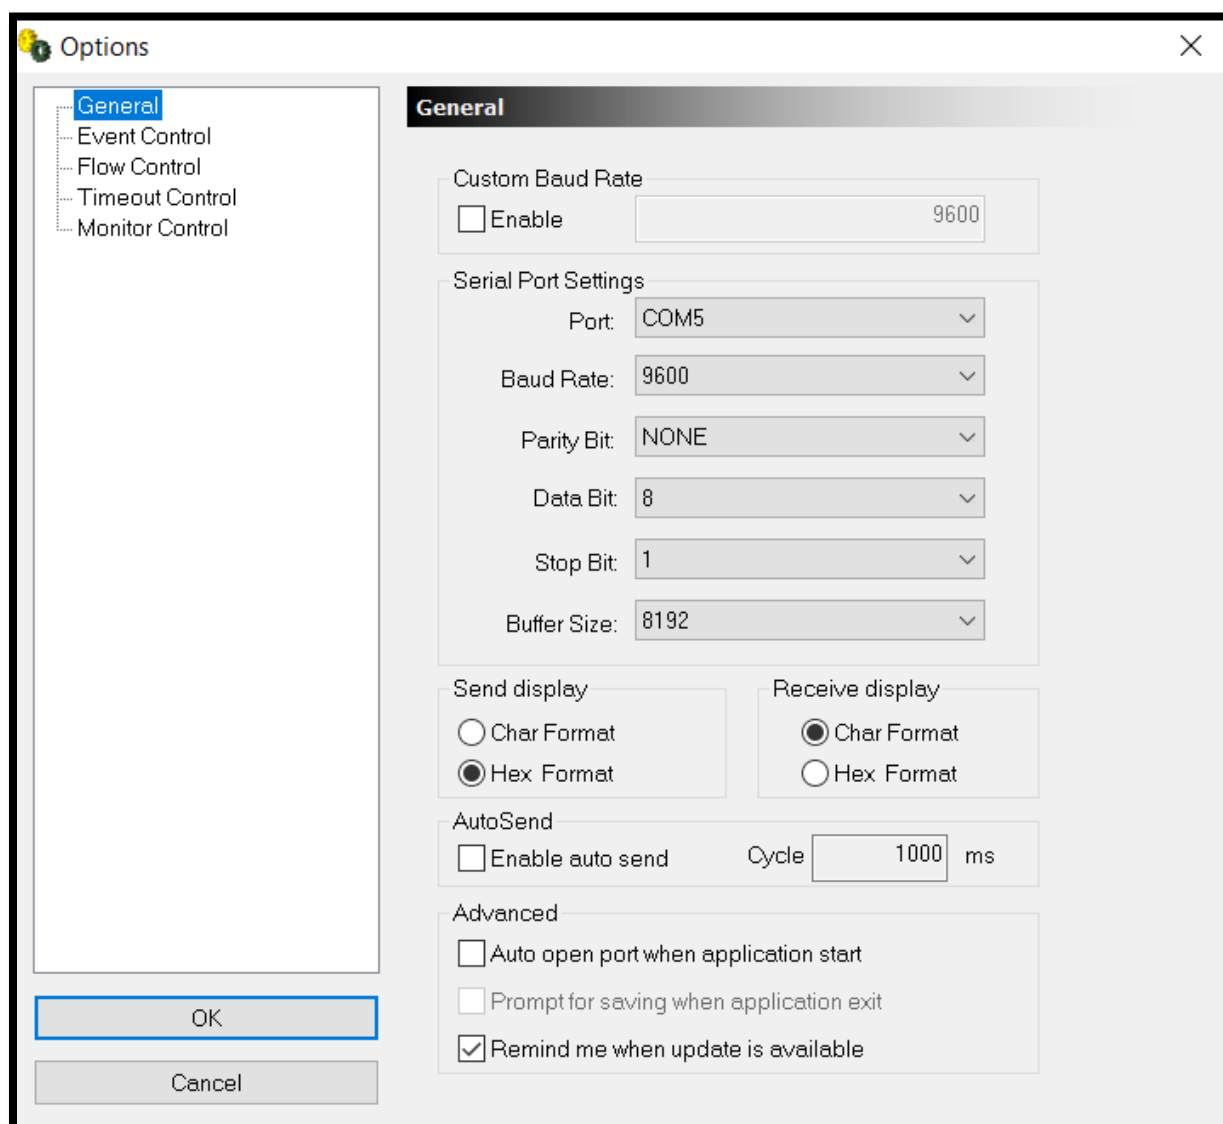 Options
General
Event Control
Flow Control
Timeout Control
Monitor Control
OK
Cancel
General
Custom Baud Rate
Enable 9600
Serial Port Settings
Port: COM5
Baud Rate: 9600
Parity Bit: NONE
Data Bit: 8
Stop Bit: 1
Buffer Size: 8192
Send display
Char Format
Hex Format
Receive display
Char Format
Hex Format
AutoSend
Enable auto send Cycle 1000 ms
Advanced
Auto open port when application start
Prompt for saving when application exit
Remind me when update is available